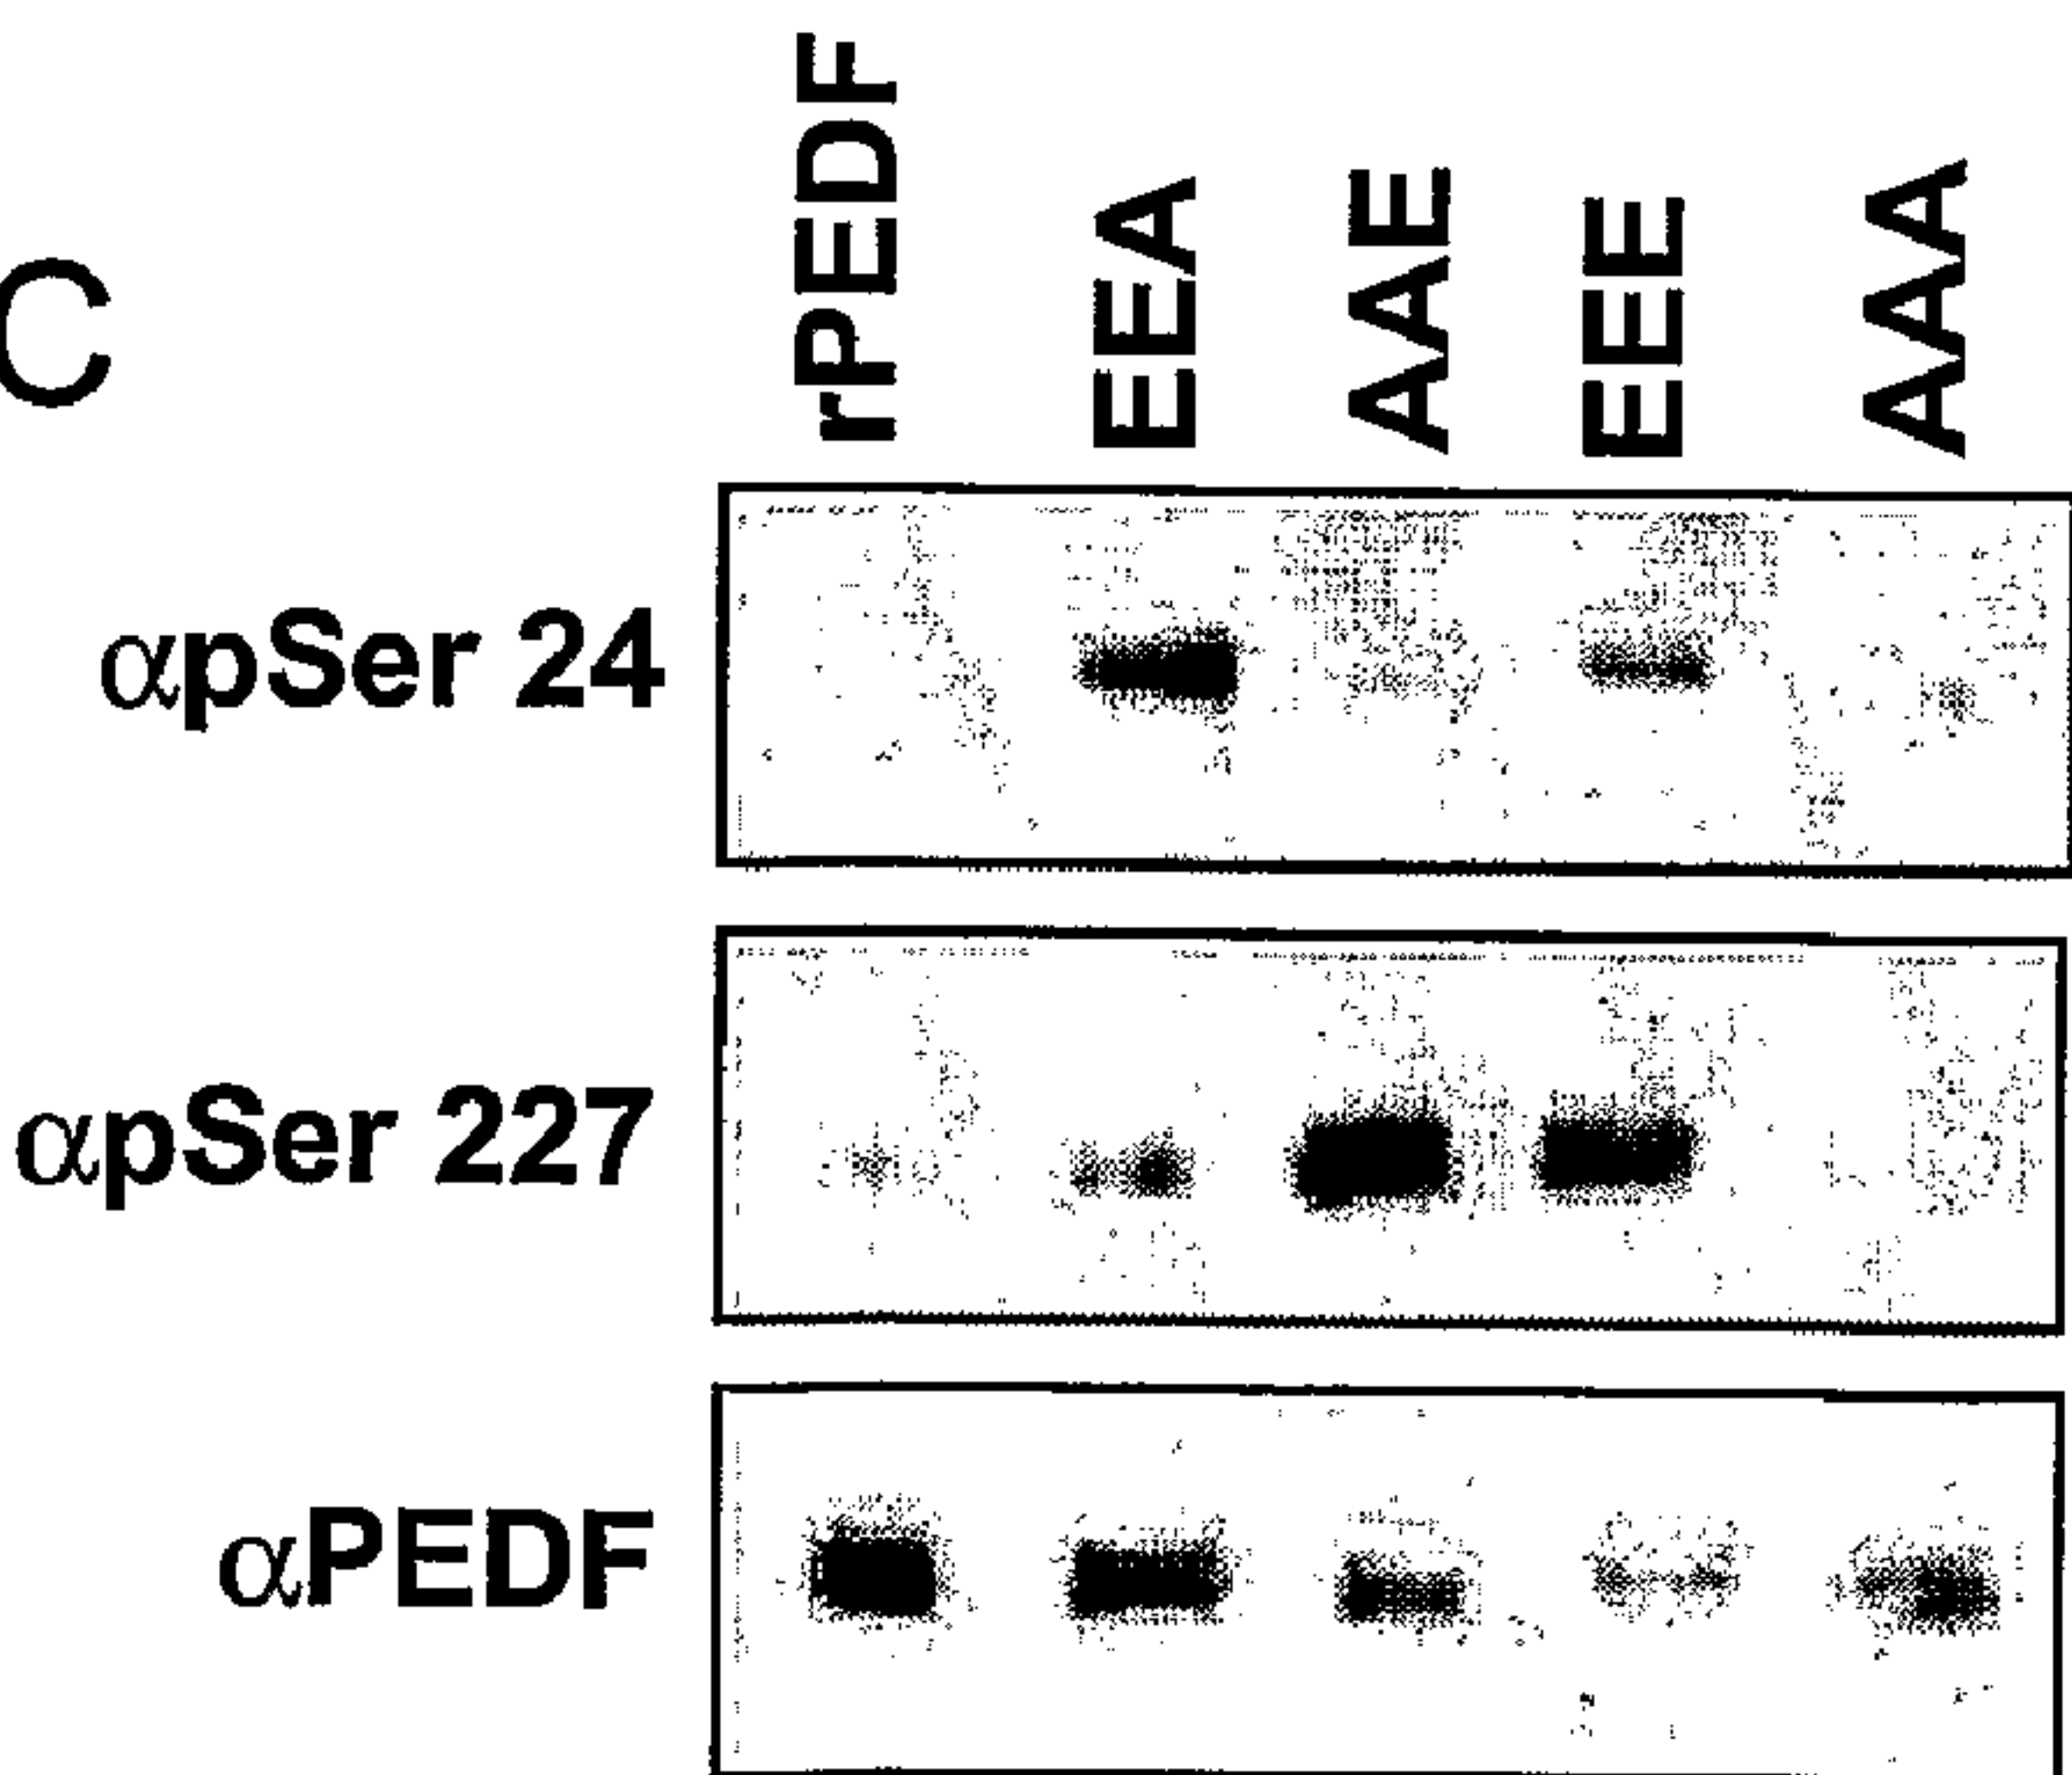 C
rPEDF
EEA
AAE
EEE
AAA
αpSer 24
αpSer 227
αPEDF